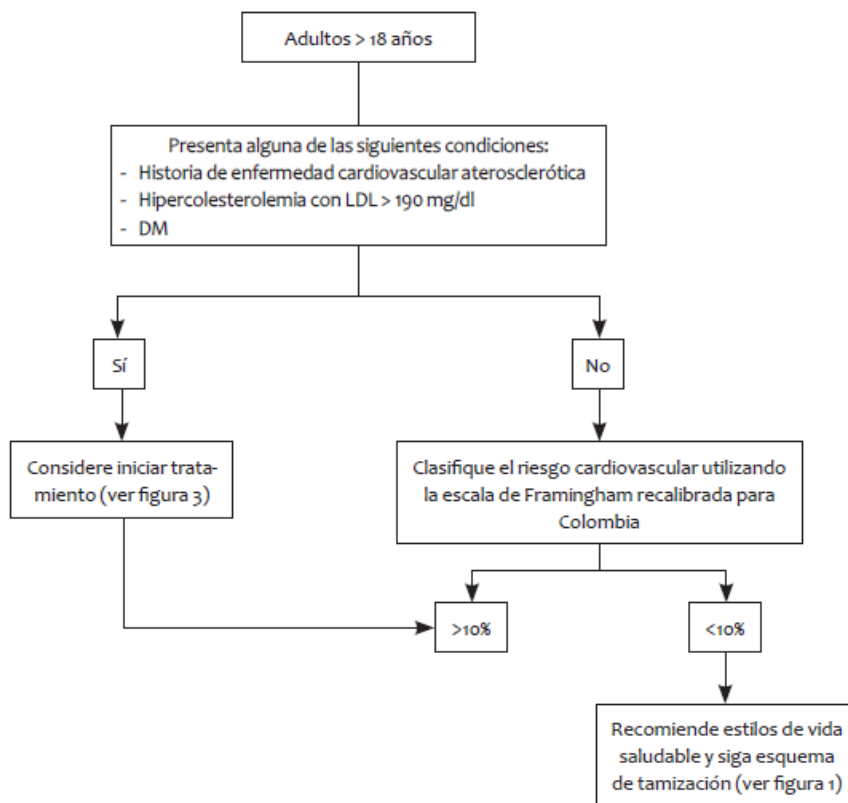 Adultos > 18 años
Presenta alguna de las siguientes condiciones:
- Historia de enfermedad cardiovascular aterosclerótica
- Hipercolesterolemia con LDL > 190 mg/dl
- DM
Sí
No
Considere iniciar trata-
miento (ver figura 3)
Clasifique el riesgo cardiovascular utilizando
la escala de Framingham recalibrada para
Colombia
>10%
<10%
Recomiende estilos de vida
saludable y siga esquema
de tamización (ver figura 1)